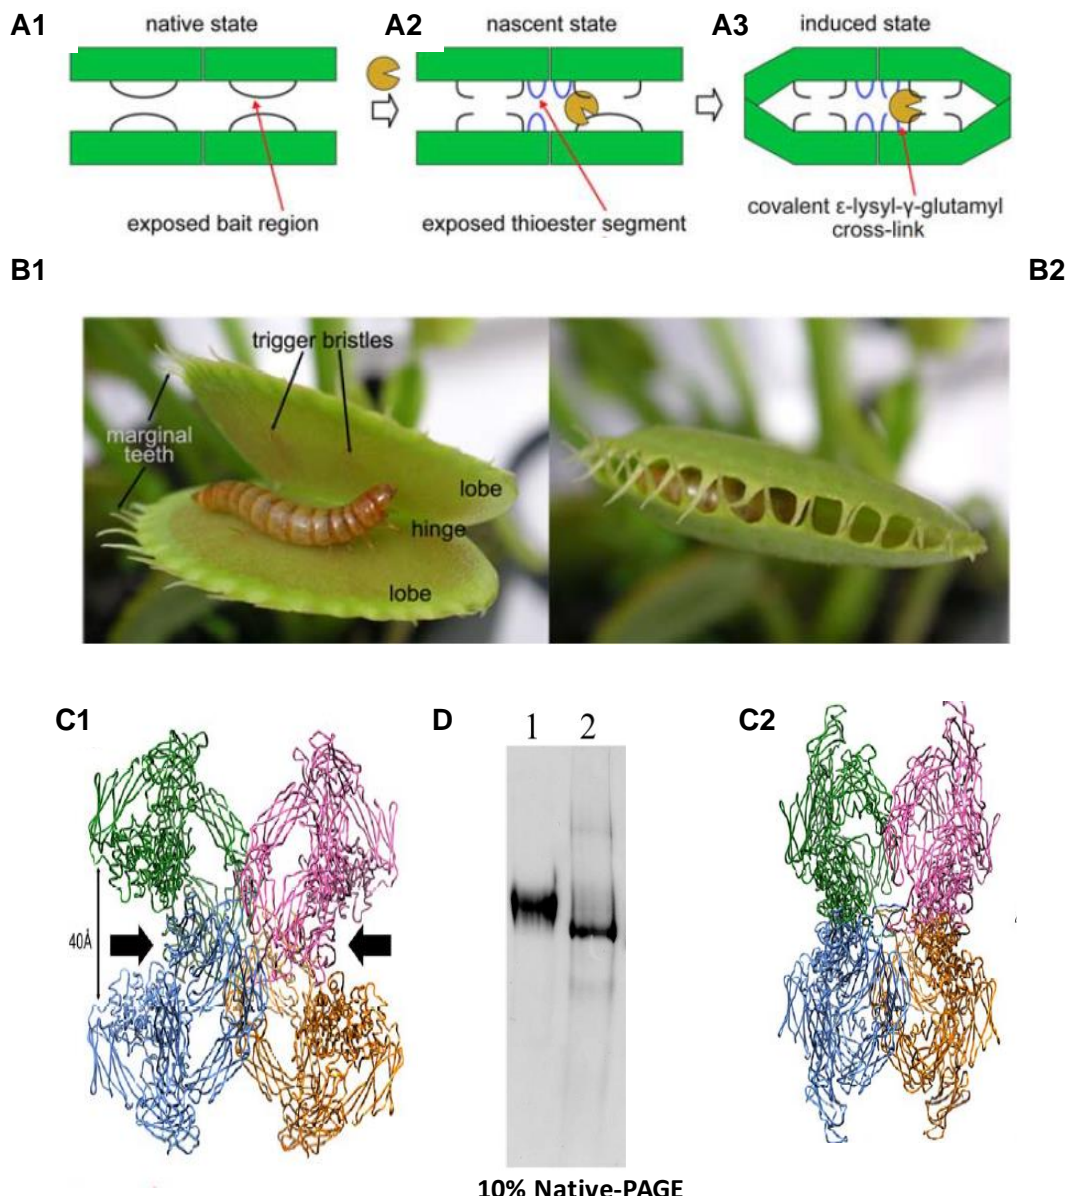 A1 native state A2 nascent state A3 induced state
exposed bait region exposed thioester segment covalent ε-lysyl-γ-glutamyl
cross-link
B1 B2
trigger bristles
marginal
teeth
lobe
hinge
lobe
C1 D C2
1 2
40Å
10% Native-PAGE